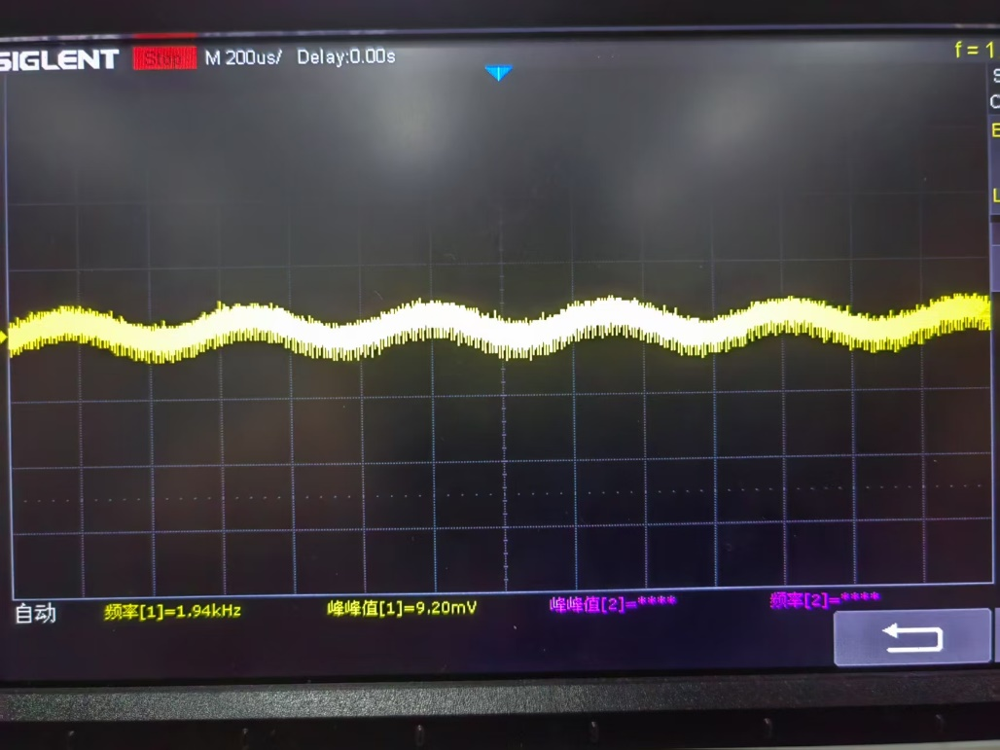 SIGLENT Stop M 200us/ Delay:0.00s f = 1
自动 频率[1]=1.94kHz 峰峰值[1]=9.20mV 峰峰值[2]=**** 频率[2]=****